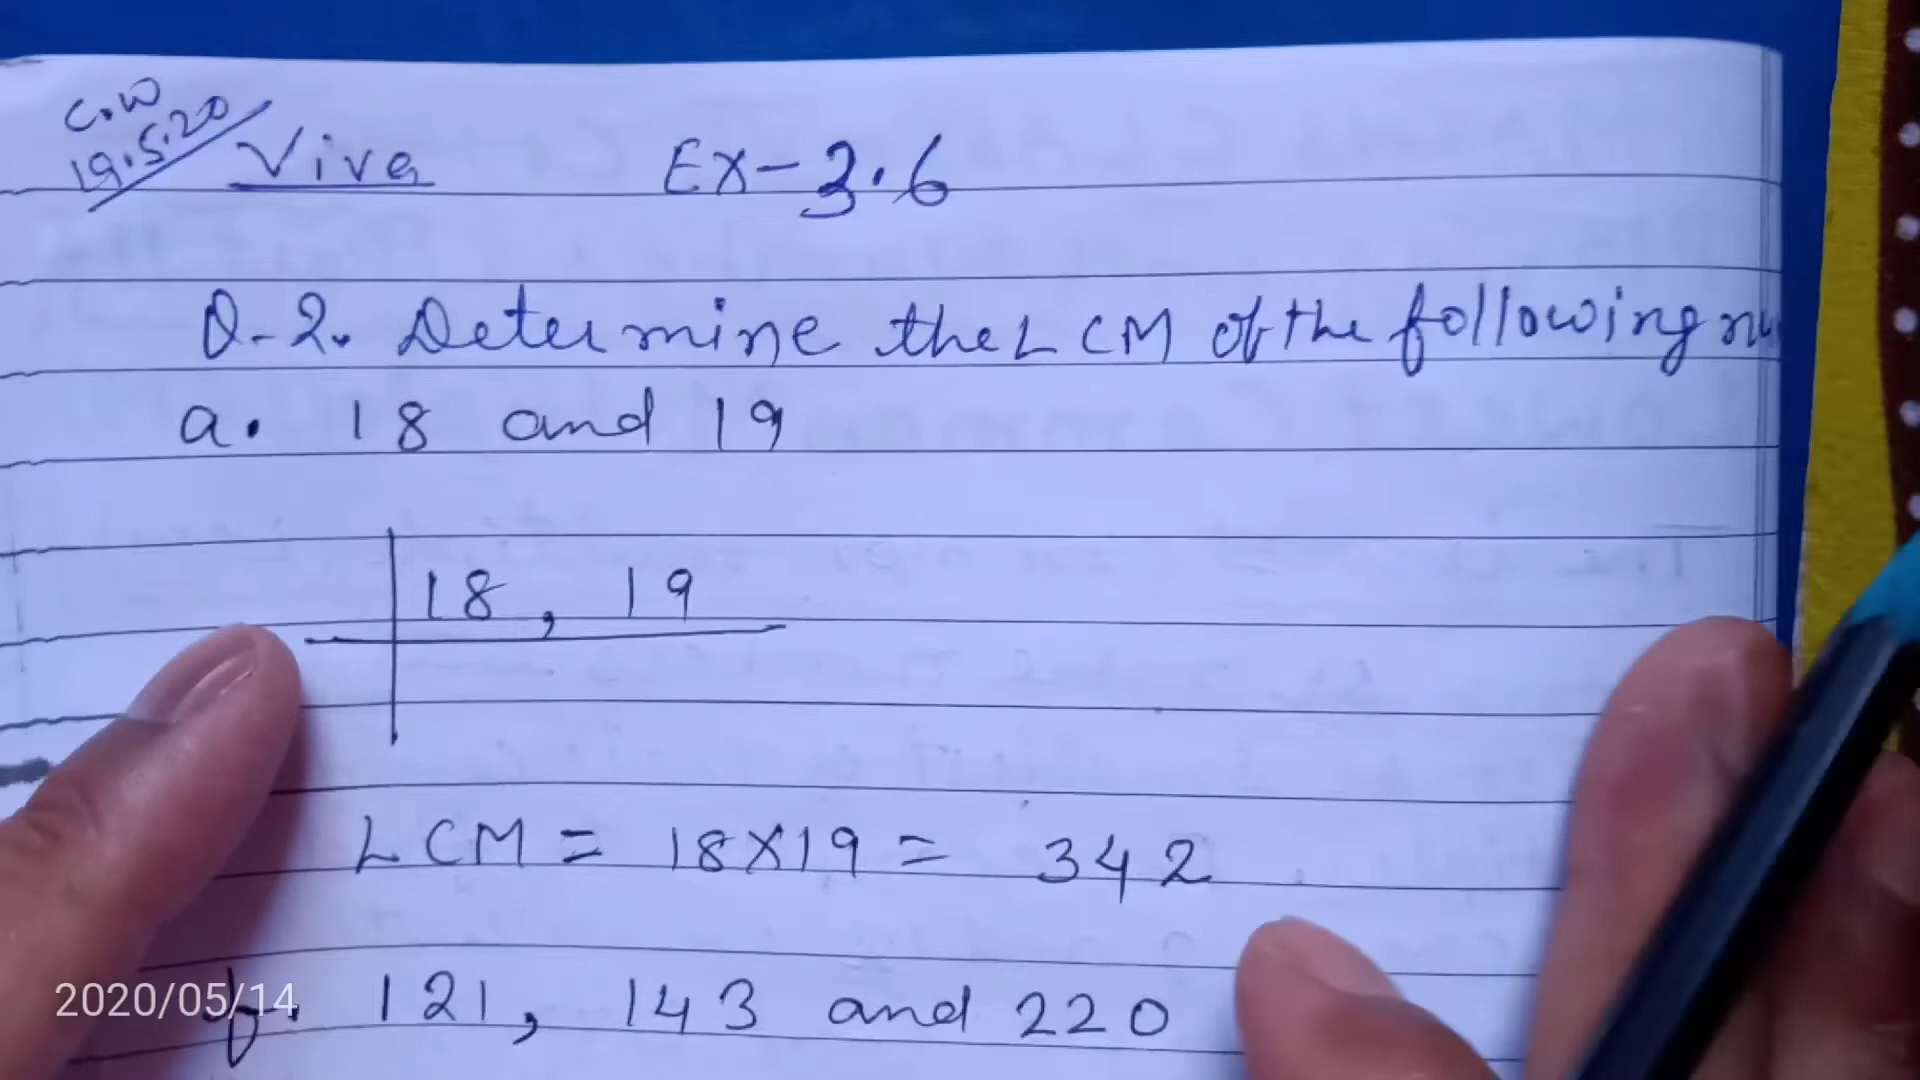 C.W
19.5.20
Viva Ex-3.6
Q-2. Determine the LCM of the following
a. 18 and 19
18, 19
LCM = 18×19 = 342
b. 121, 143 and 220
2020/05/14